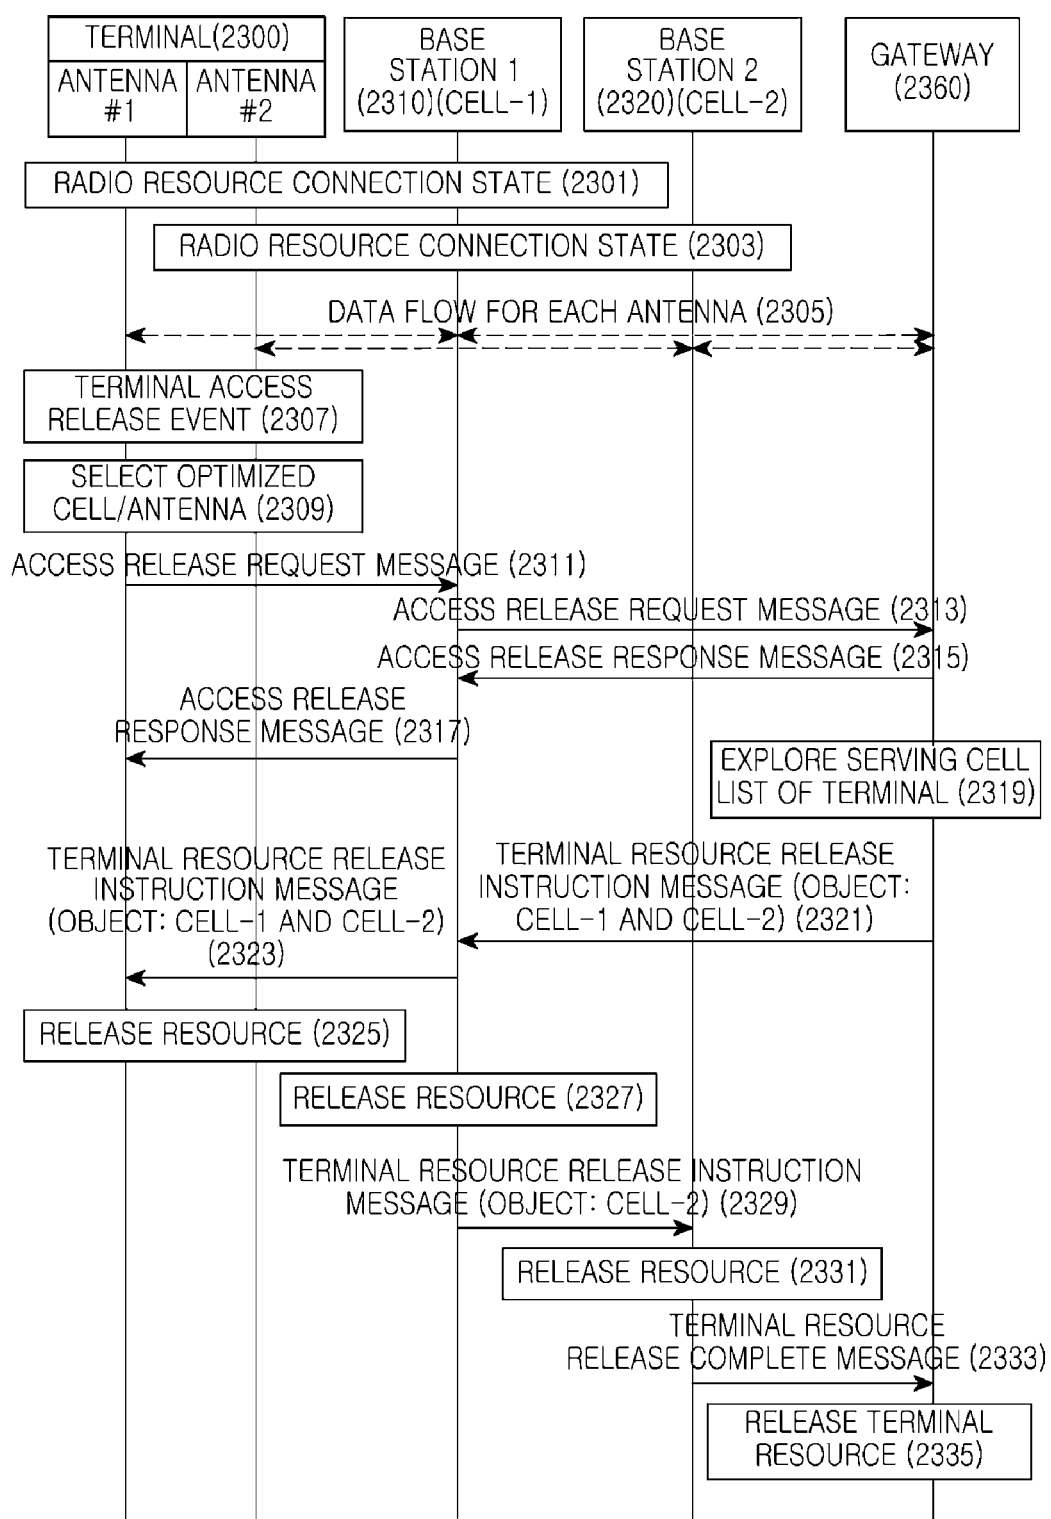 TERMINAL(2300)
ANTENNA
#1
ANTENNA
#2
BASE
STATION 1
(2310)(CELL-1)
BASE
STATION 2
(2320)(CELL-2)
GATEWAY
(2360)
RADIO RESOURCE CONNECTION STATE (2301)
RADIO RESOURCE CONNECTION STATE (2303)
DATA FLOW FOR EACH ANTENNA (2305)
TERMINAL ACCESS
RELEASE EVENT (2307)
SELECT OPTIMIZED
CELL/ANTENNA (2309)
ACCESS RELEASE REQUEST MESSAGE (2311)
ACCESS RELEASE REQUEST MESSAGE (2313)
ACCESS RELEASE RESPONSE MESSAGE (2315)
ACCESS RELEASE
RESPONSE MESSAGE (2317)
EXPLORE SERVING CELL
LIST OF TERMINAL (2319)
TERMINAL RESOURCE RELEASE
INSTRUCTION MESSAGE (OBJECT:
CELL-1 AND CELL-2) (2321)
TERMINAL RESOURCE RELEASE
INSTRUCTION MESSAGE
(OBJECT: CELL-1 AND CELL-2)
(2323)
RELEASE RESOURCE (2325)
RELEASE RESOURCE (2327)
TERMINAL RESOURCE RELEASE INSTRUCTION
MESSAGE (OBJECT: CELL-2) (2329)
RELEASE RESOURCE (2331)
TERMINAL RESOURCE
RELEASE COMPLETE MESSAGE (2333)
RELEASE TERMINAL
RESOURCE (2335)